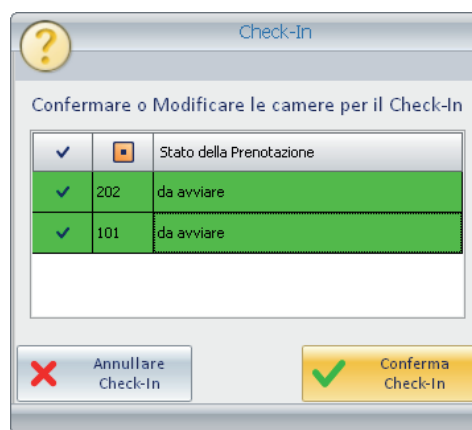 Check-In
Confermare o Modificare le camere per il Check-In
Stato della Prenotazione
202 da avviare
101 da avviare
Annullare
Check-In
Conferma
Check-In